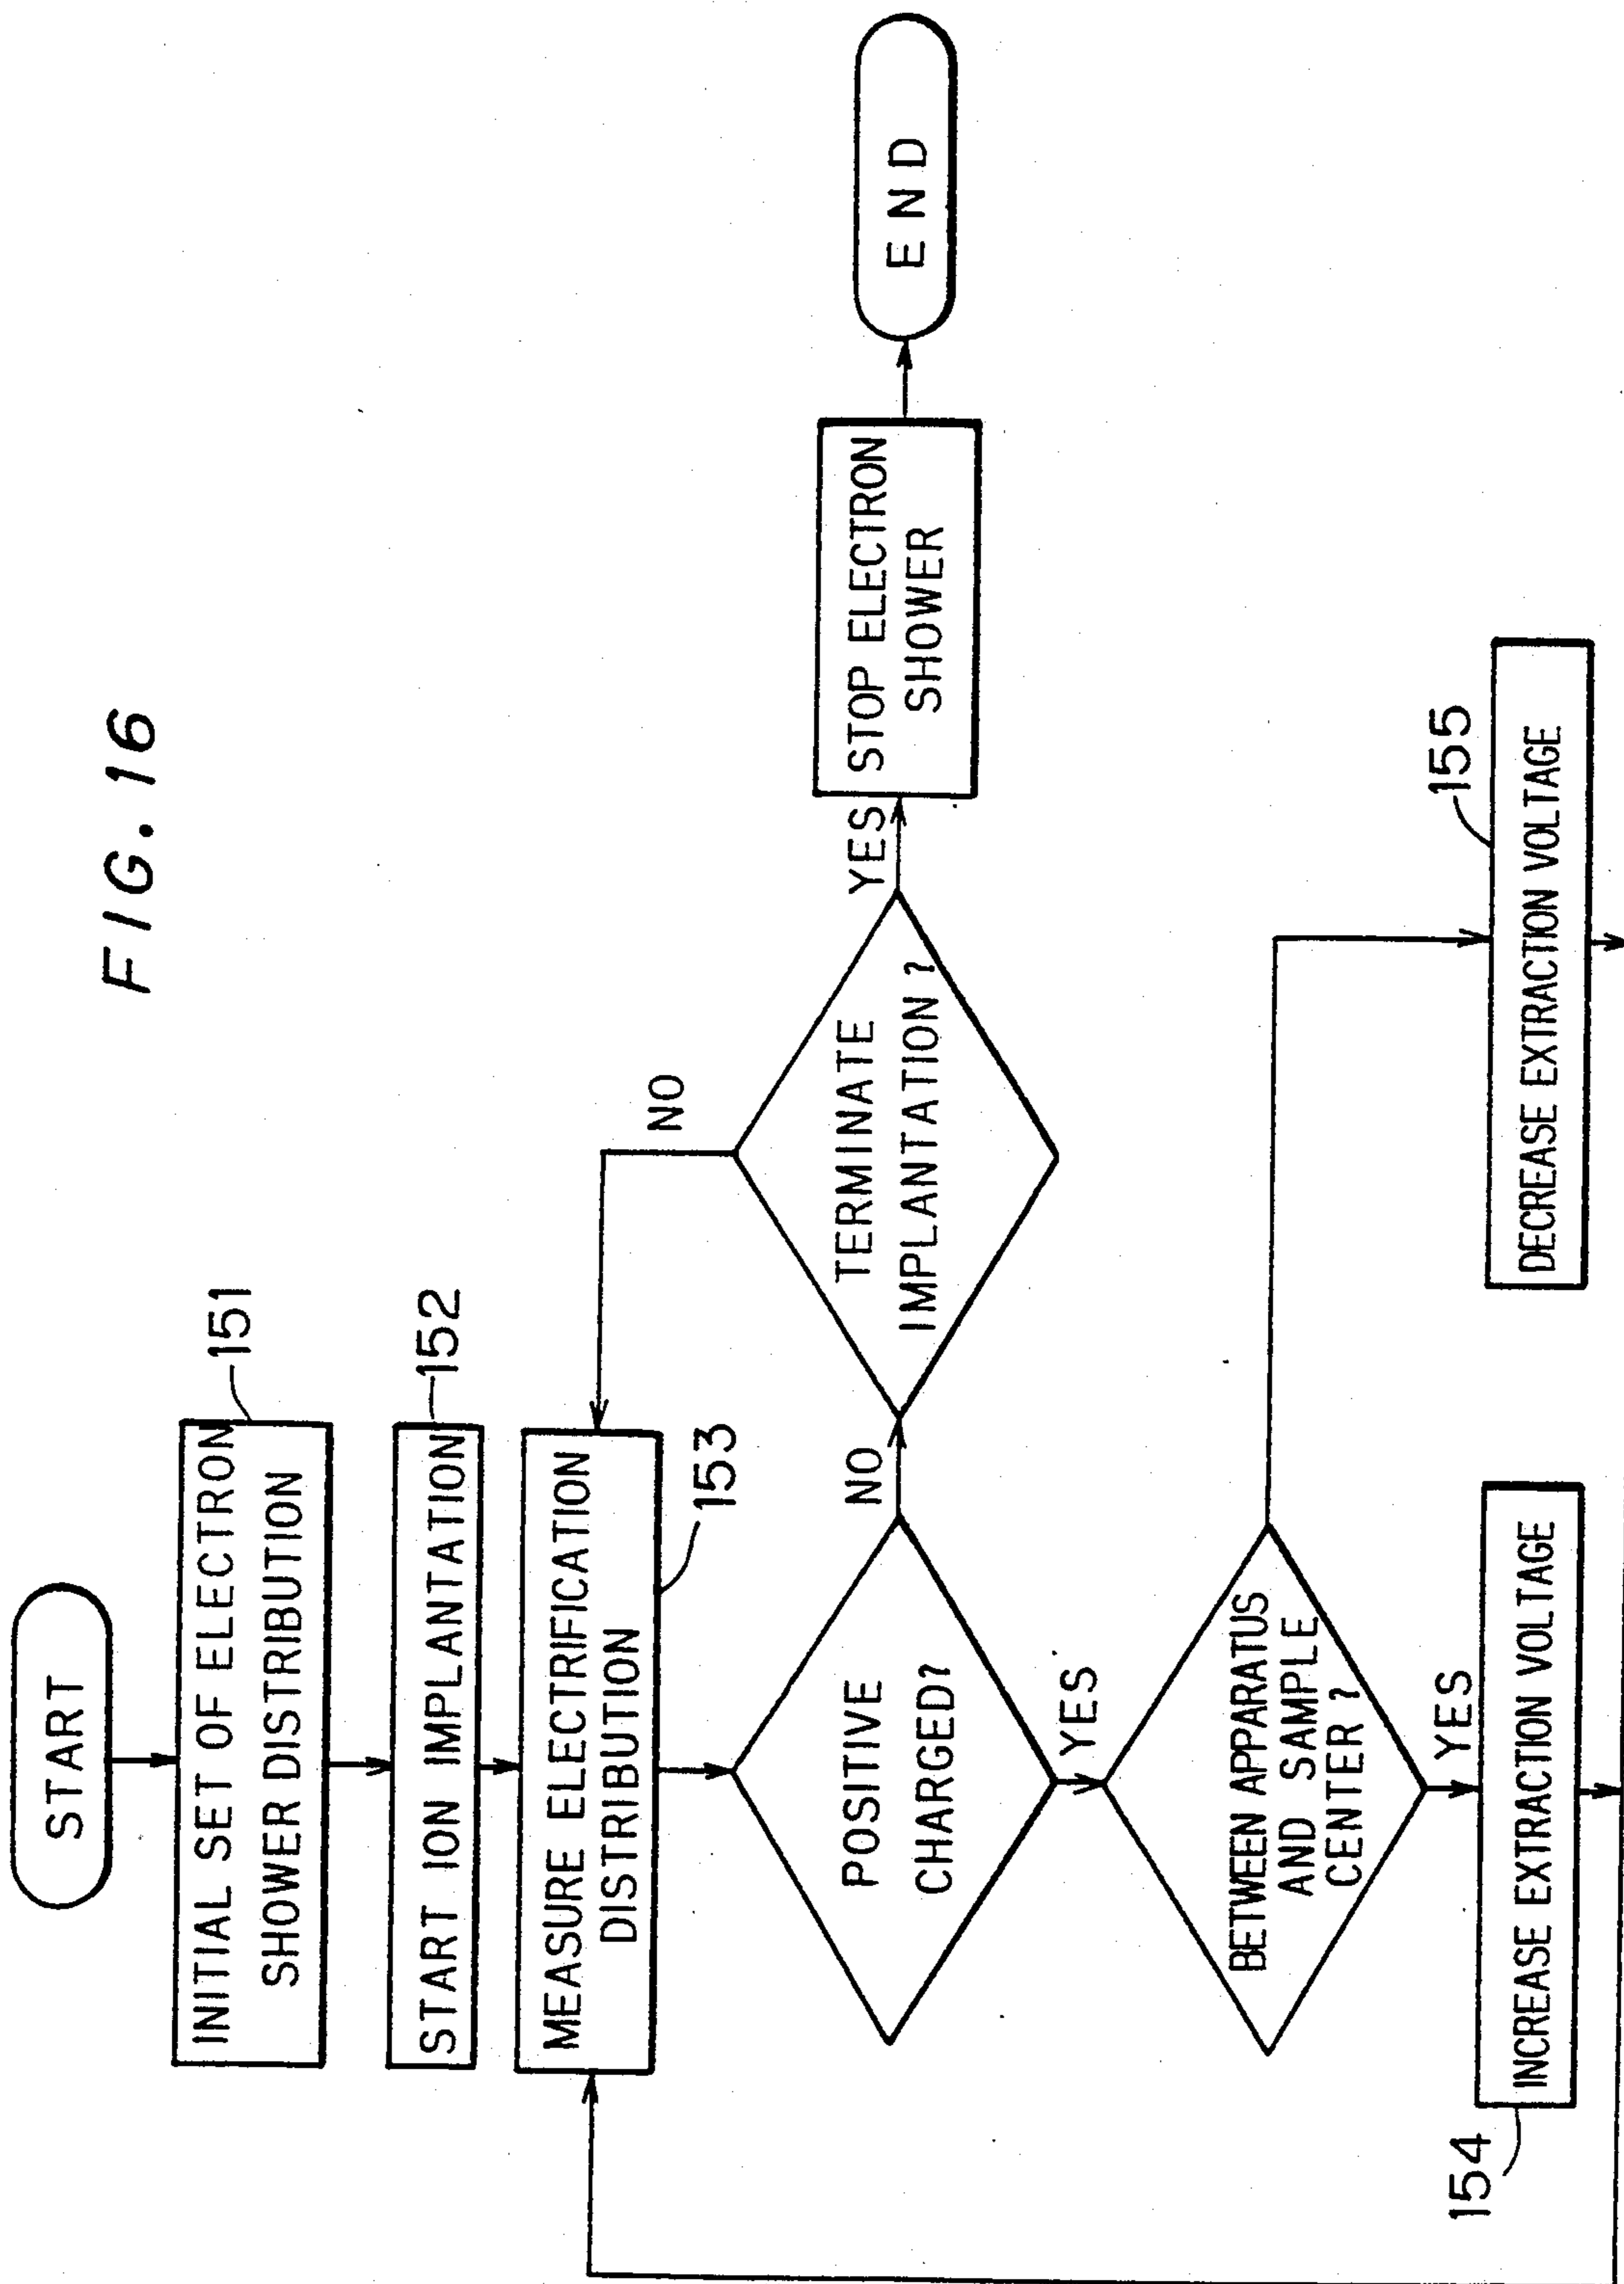 FIG. 16
START
INITIAL SET OF ELECTRON
SHOWER DISTRIBUTION
151
START ION IMPLANTATION
152
MEASURE ELECTRIFICATION
DISTRIBUTION
153
POSITIVE
CHARGED?
NO
TERMINATE
IMPLANTATION?
NO
YES
STOP ELECTRON
SHOWER
END
YES
BETWEEN APPARATUS
AND SAMPLE
CENTER?
YES
154
INCREASE EXTRACTION VOLTAGE
155
DECREASE EXTRACTION VOLTAGE